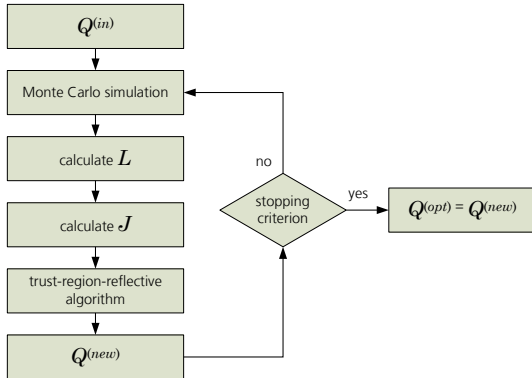 Q(in)
Monte Carlo simulation
calculate L
calculate J
trust-region-reflective
algorithm
Q(new)
no
stopping
criterion
yes
Q(opt) = Q(new)